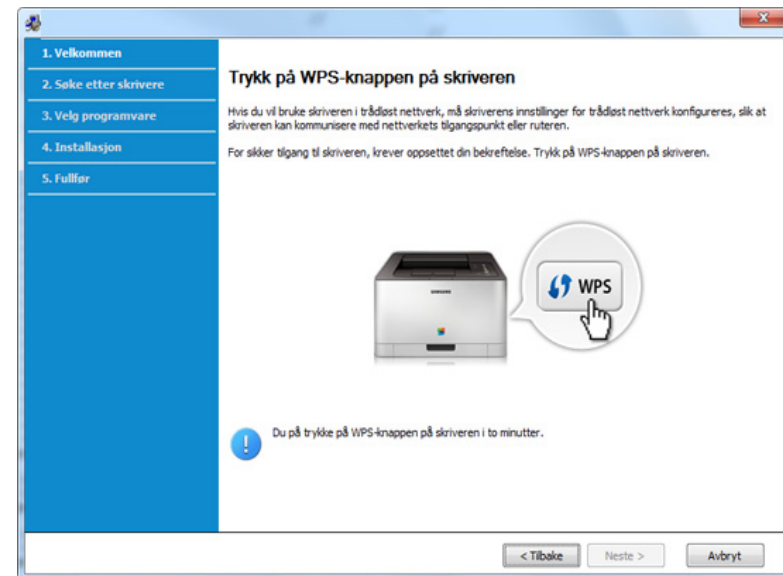 1. Velkommen
2. Søke etter skrivere
3. Velg programvare
4. Installasjon
5. Fullfør
Trykk på WPS-knappen på skriveren
Hvis du vil bruke skriveren i trådløst nettverk, må skriverens innstillinger for trådløst nettverk konfigureres, slik at
skriveren kan kommunisere med nettverkets tilgangspunkt eller ruteren.
For sikker tilgang til skriveren, krever oppsettet din bekreftelse. Trykk på WPS-knappen på skriveren.
SAMSUNG
WPS
Du på trykke på WPS-knappen på skriveren i to minutter.
< Tilbake
Neste >
Avbryt